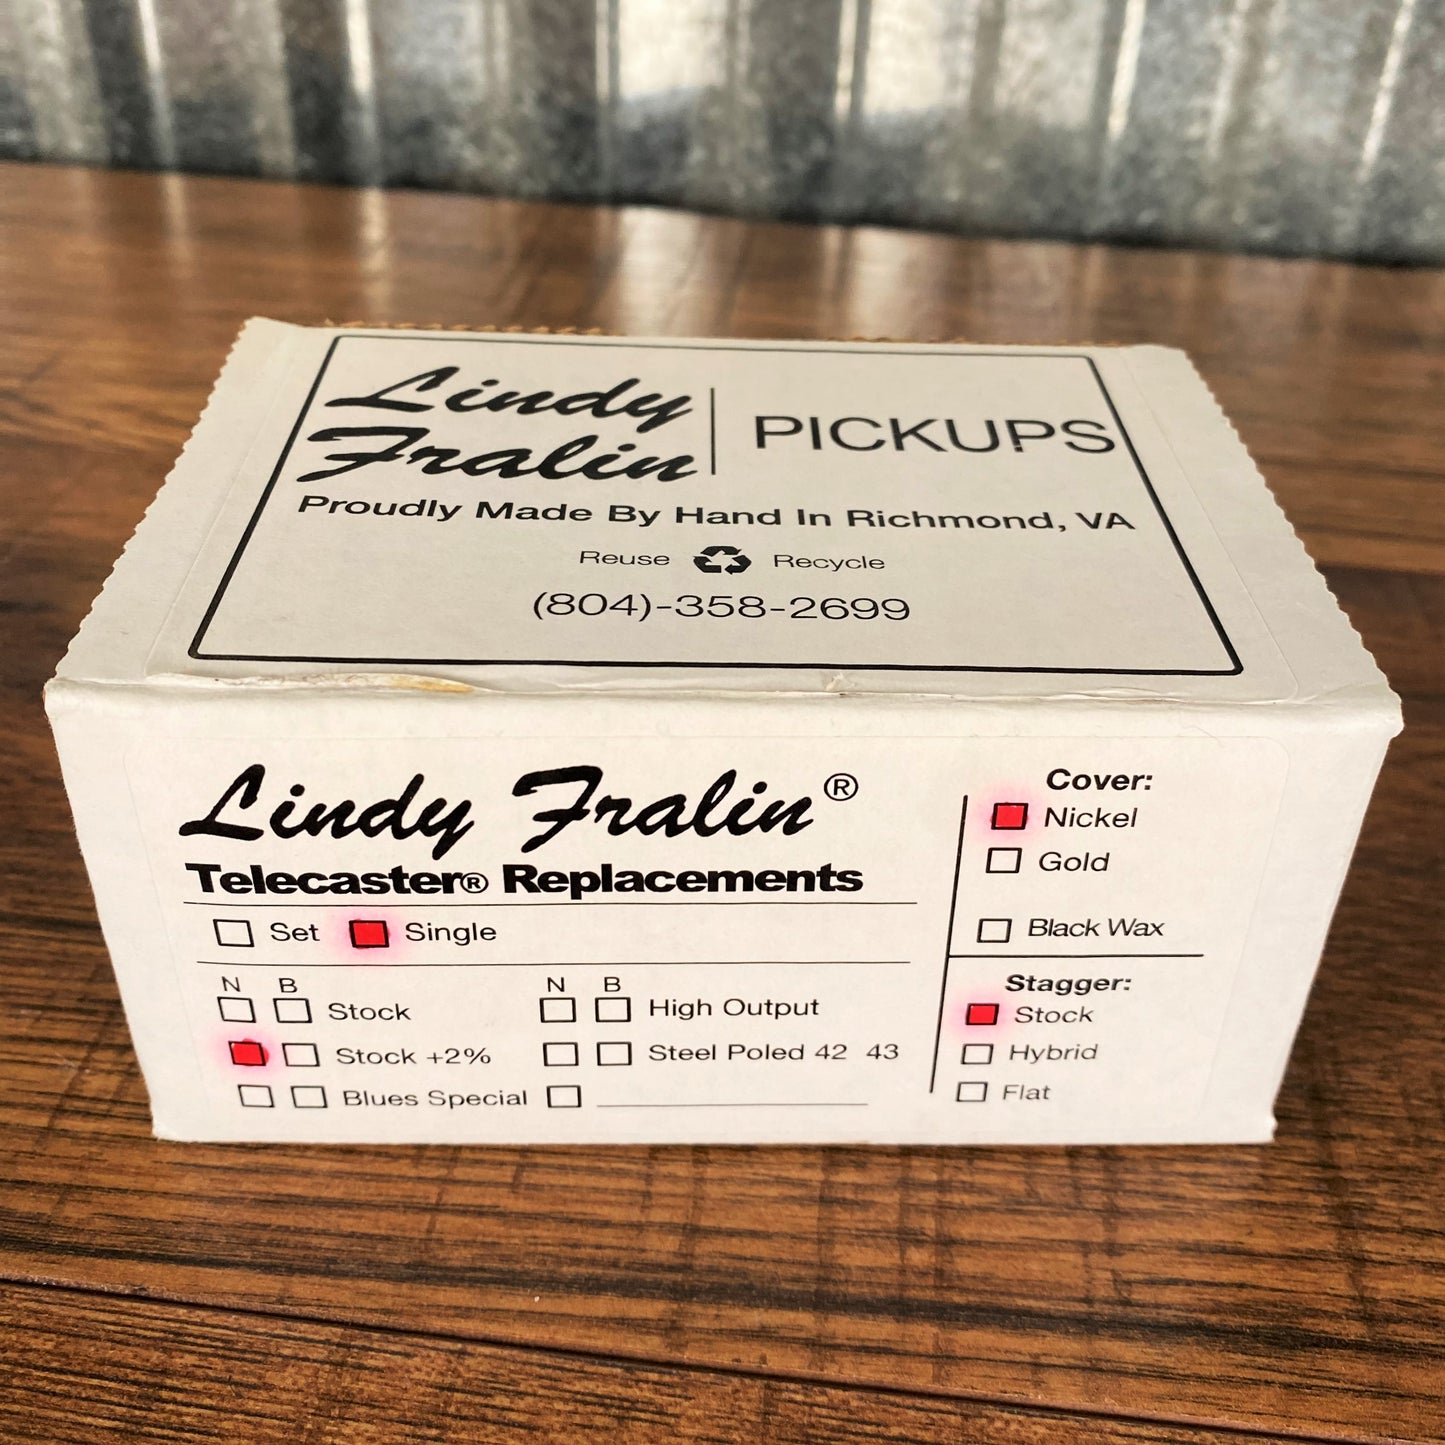 Lindy
Fralin
PICKUPS
Proudly Made By Hand In Richmond, VA
Reuse Recycle
(804)-358-2699
Lindy Fralin®
Telecaster® Replacements
Set Single
N B
Stock
Stock +2%
Blues Special
N B
High Output
Steel Poled 42 43
Cover:
Nickel
Gold
Black Wax
Stagger:
Stock
Hybrid
Flat